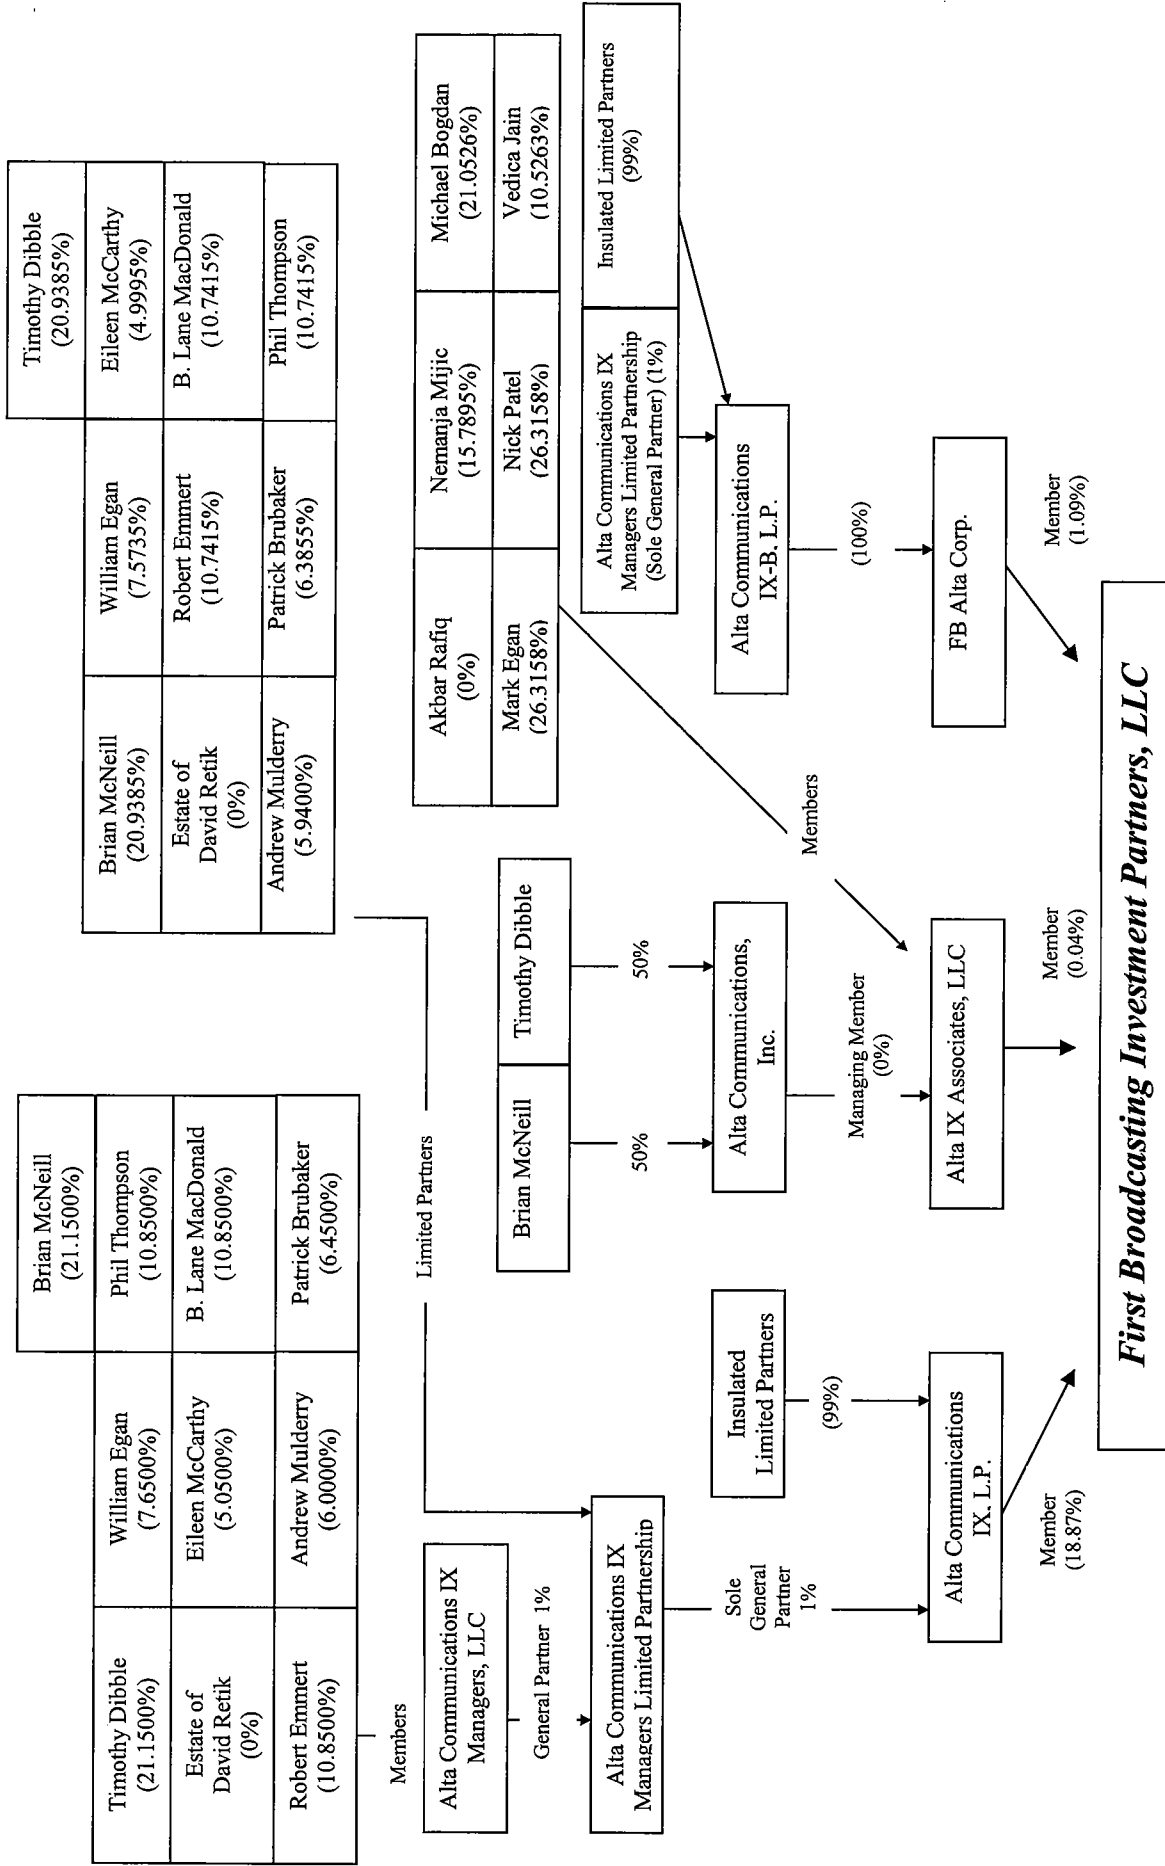 Brian McNeill
(21.1500%)
Timothy Dibble
(21.1500%)
William Egan
(7.6500%)
Phil Thompson
(10.8500%)
Estate of
David Retik
(0%)
Eileen McCarthy
(5.0500%)
B. Lane MacDonald
(10.8500%)
Robert Emmert
(10.8500%)
Andrew Mulderry
(6.0000%)
Patrick Brubaker
(6.4500%)
Members
Timothy Dibble
(20.9385%)
Brian McNeill
(20.9385%)
William Egan
(7.5735%)
Eileen McCarthy
(4.9995%)
Estate of
David Retik
(0%)
Robert Emmert
(10.7415%)
B. Lane MacDonald
(10.7415%)
Andrew Mulderry
(5.9400%)
Patrick Brubaker
(6.3855%)
Phil Thompson
(10.7415%)
Limited Partners
Alta Communications IX
Managers, LLC
General Partner 1%
Alta Communications IX
Managers Limited Partnership
Sole
General
Partner
1%
Insulated
Limited Partners
(99%)
Alta Communications
IX, L.P.
Member
(18.87%)
Brian McNeill
Timothy Dibble
50%
50%
Alta Communications,
Inc.
Managing Member
(0%)
Alta IX Associates, LLC
Member
(0.04%)
Akbar Rafiq
(0%)
Nemanja Mijic
(15.7895%)
Michael Bogdan
(21.0526%)
Mark Egan
(26.3158%)
Nick Patel
(26.3158%)
Vedica Jain
(10.5263%)
Members
Alta Communications IX
Managers Limited Partnership
(Sole General Partner) (1%)
Insulated Limited Partners
(99%)
Alta Communications
IX-B, L.P.
(100%)
FB Alta Corp.
Member
(1.09%)
First Broadcasting Investment Partners, LLC